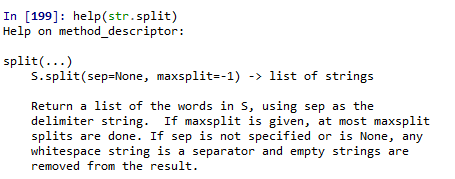 In [199]: help(str.split)
Help on method_descriptor:

split(...)
    S.split(sep=None, maxsplit=-1) -> list of strings

    Return a list of the words in S, using sep as the
    delimiter string.  If maxsplit is given, at most maxsplit
    splits are done. If sep is not specified or is None, any
    whitespace string is a separator and empty strings are
    removed from the result.